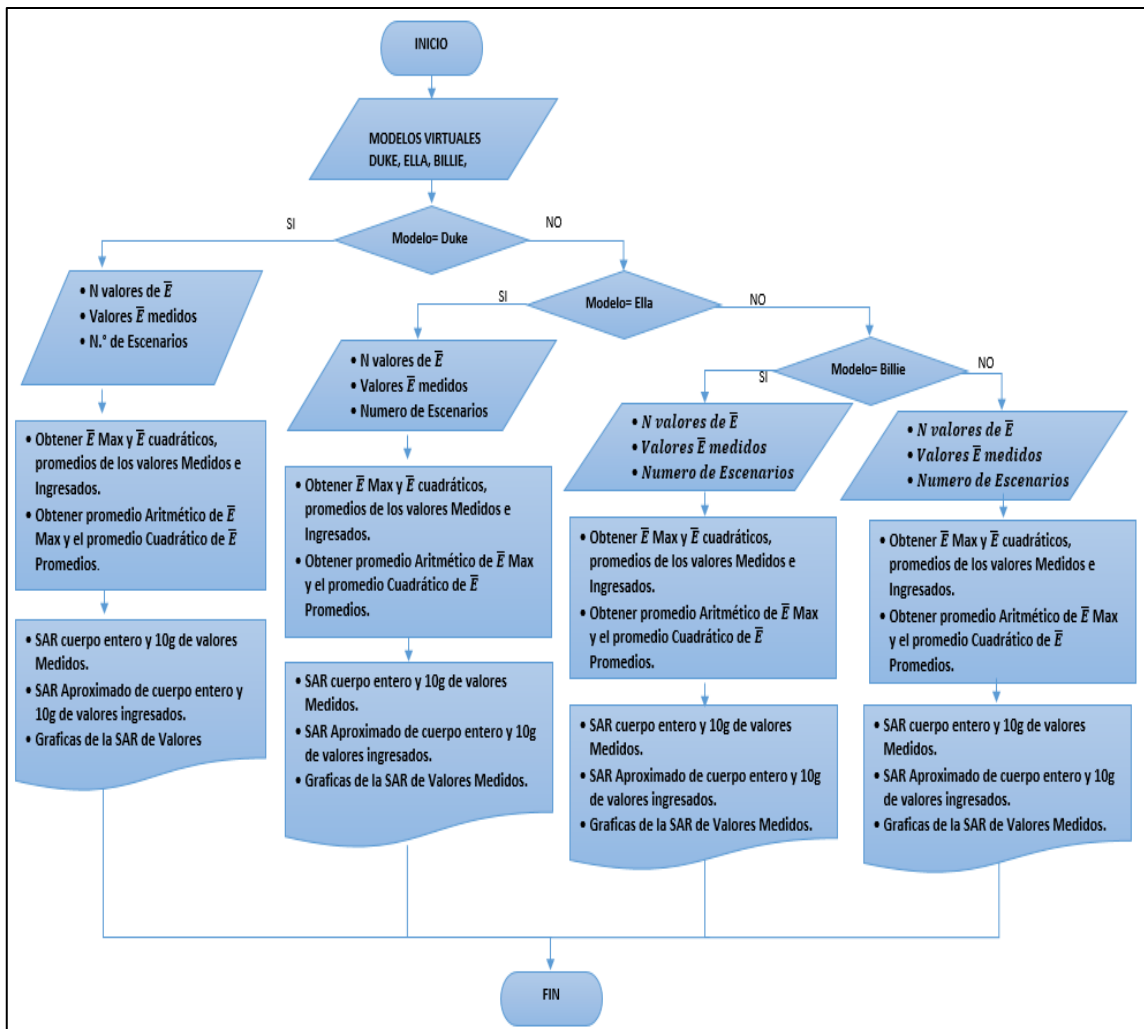 INICIO
MODELOS VIRTUALES
DUKE, ELLA, BILLIE,
SI
Modelo= Duke
NO
• N valores de E̅
• Valores E̅ medidos
• N.° de Escenarios
SI
Modelo= Ella
NO
• N valores de E̅
• Valores E̅ medidos
• Numero de Escenarios
SI
Modelo= Billie
NO
• N valores de E̅
• Valores E̅ medidos
• Numero de Escenarios
• N valores de E̅
• Valores E̅ medidos
• Numero de Escenarios
• Obtener E̅ Max y E̅ cuadráticos,
promedios de los valores Medidos e
Ingresados.
• Obtener promedio Aritmético de E̅
Max y el promedio Cuadrático de E̅
Promedios.
• Obtener E̅ Max y E̅ cuadráticos,
promedios de los valores Medidos e
Ingresados.
• Obtener promedio Aritmético de E̅ Max
y el promedio Cuadrático de E̅
Promedios.
• Obtener E̅ Max y E̅ cuadráticos,
promedios de los valores Medidos e
Ingresados.
• Obtener promedio Aritmético de E̅ Max
y el promedio Cuadrático de E̅
Promedios.
• Obtener E̅ Max y E̅ cuadráticos,
promedios de los valores Medidos e
Ingresados.
• Obtener promedio Aritmético de E̅ Max
y el promedio Cuadrático de E̅
Promedios.
• SAR cuerpo entero y 10g de valores
Medidos.
• SAR Aproximado de cuerpo entero y
10g de valores ingresados.
• Graficas de la SAR de Valores
• SAR cuerpo entero y 10g de valores
Medidos.
• SAR Aproximado de cuerpo entero y 10g
de valores ingresados.
• Graficas de la SAR de Valores Medidos.
• SAR cuerpo entero y 10g de valores
Medidos.
• SAR Aproximado de cuerpo entero y 10g
de valores ingresados.
• Graficas de la SAR de Valores Medidos.
• SAR cuerpo entero y 10g de valores
Medidos.
• SAR Aproximado de cuerpo entero y 10g
de valores ingresados.
• Graficas de la SAR de Valores Medidos.
FIN